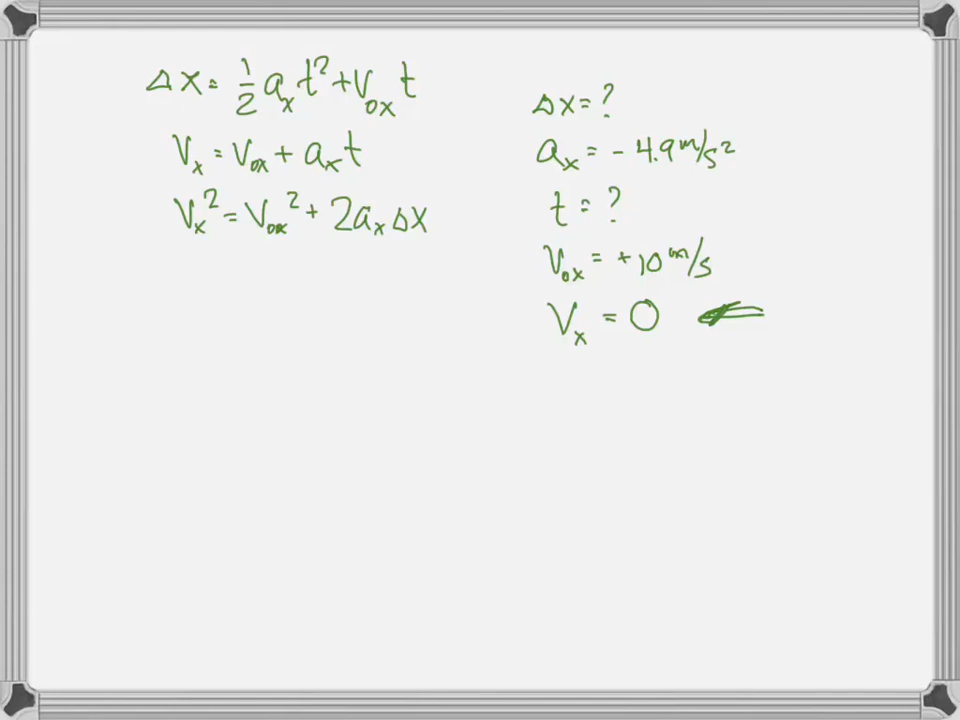 Δx = 1/2 aₓt² + v₀ₓt
vₓ = v₀ₓ + aₓt
vₓ² = v₀ₓ² + 2aₓΔx
Δx = ?
aₓ = - 4.9 m/s²
t = ?
v₀ₓ = +10 m/s
Vₓ = 0